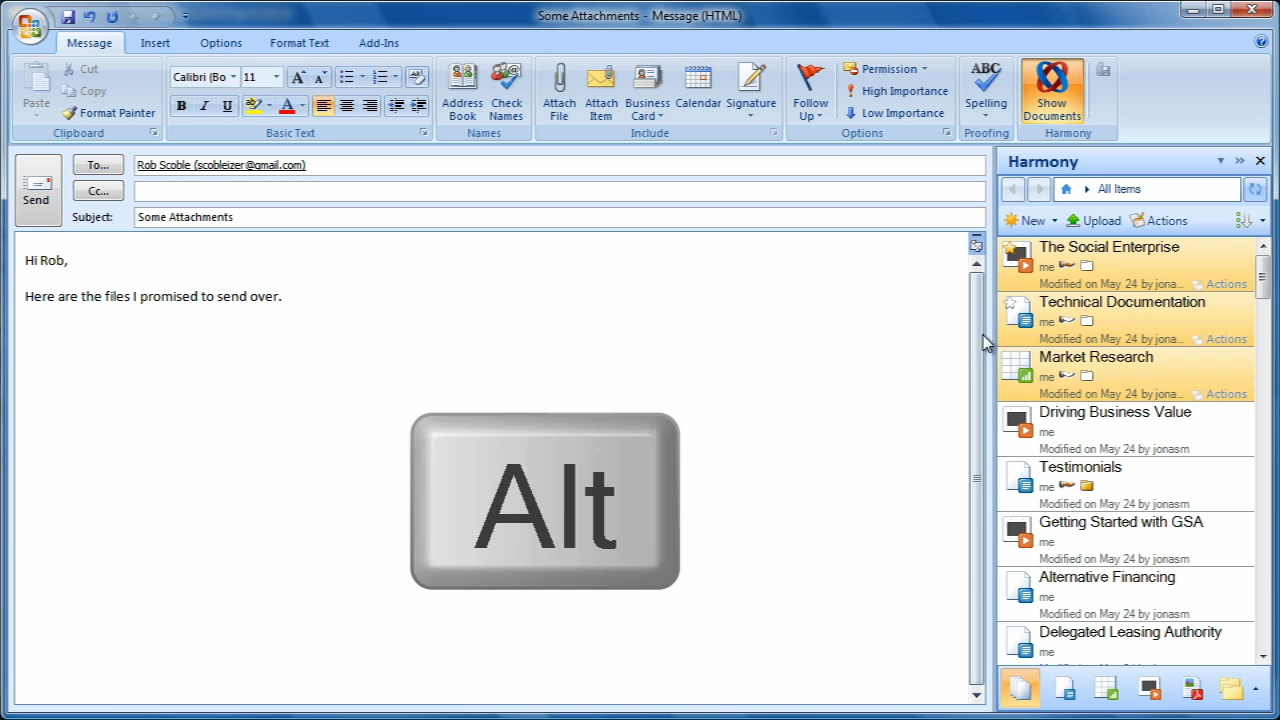 Some Attachments - Message (HTML)
Message Insert Options Format Text Add-Ins
Paste
Cut
Copy
Format Painter
Clipboard
Calibri (Bo 11
B I U
Basic Text
Address Book
Check Names
Names
Attach File
Attach Item
Business Card
Calendar
Signature
Include
Follow Up
Permission
High Importance
Low Importance
Options
ABC
Spelling
Proofing
Show Documents
Harmony
Send
To...
Rob Scoble (scobleizer@gmail.com)
Cc...
Subject: Some Attachments
Hi Rob,
Here are the files I promised to send over.
Alt
Harmony
All Items
New Upload Actions
The Social Enterprise
me
Modified on May 24 by jona... Actions
Technical Documentation
me
Modified on May 24 by jona... Actions
Market Research
me
Modified on May 24 by jona... Actions
Driving Business Value
me
Modified on May 24 by jonasm
Testimonials
me
Modified on May 24 by jonasm
Getting Started with GSA
me
Modified on May 24 by jonasm
Alternative Financing
me
Modified on May 24 by jonasm
Delegated Leasing Authority
me